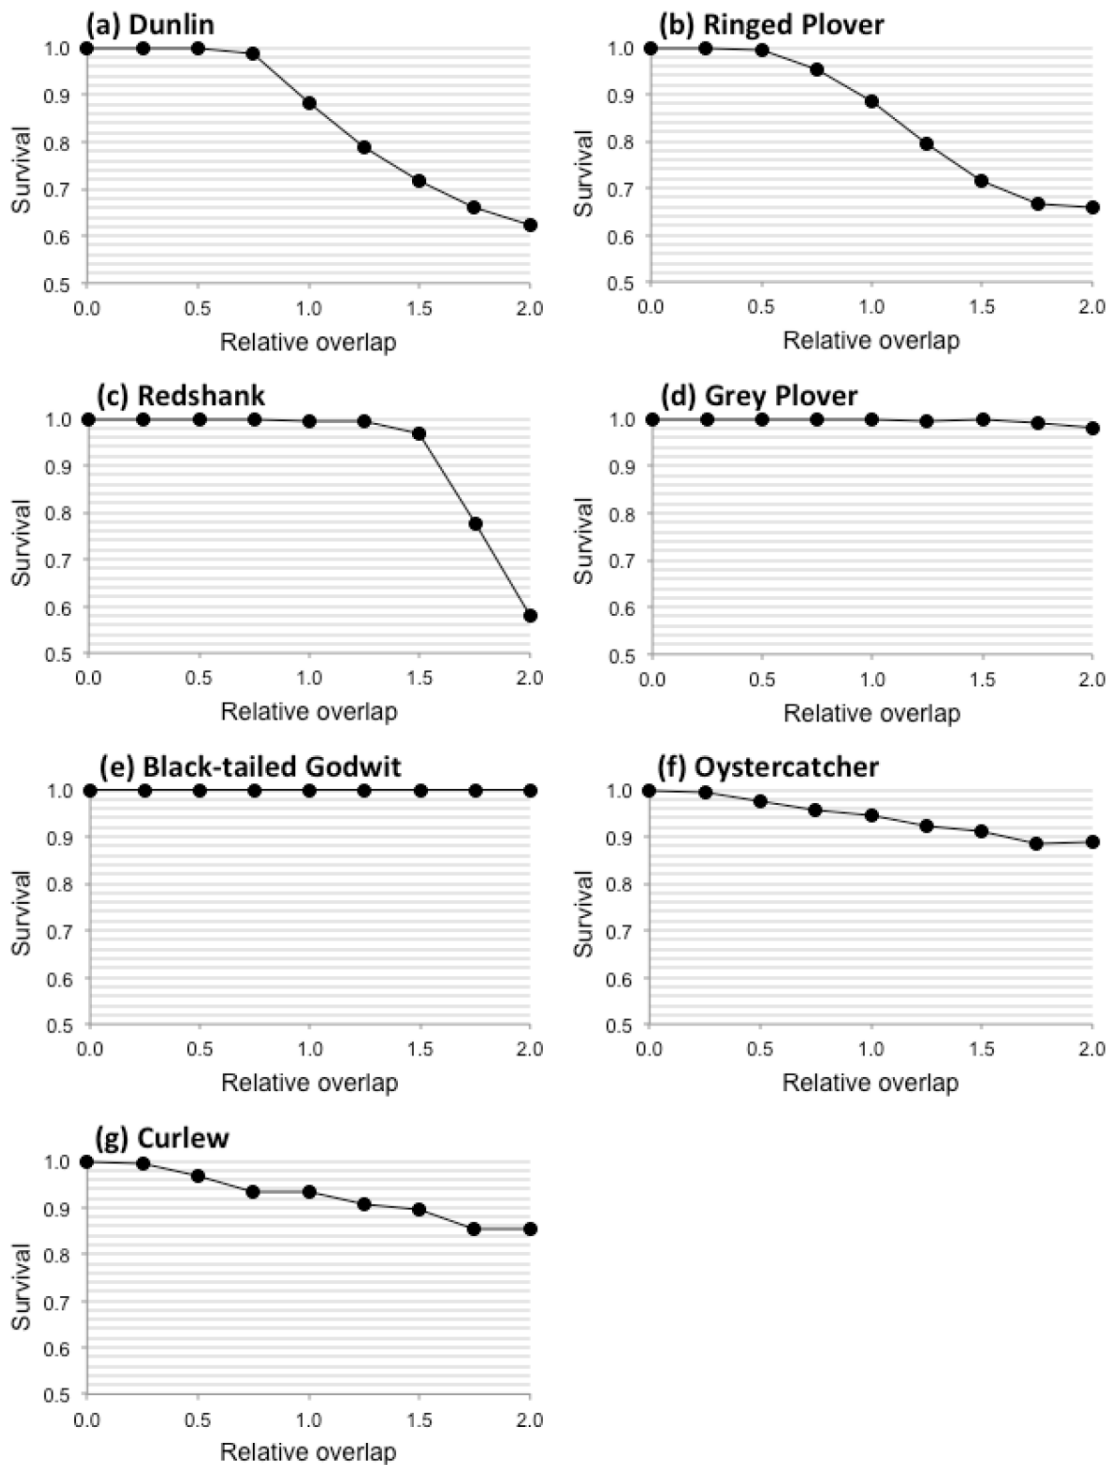 (a) Dunlin
1.0
0.9
0.8
0.7
0.6
0.5
Survival
0.0 0.5 1.0 1.5 2.0
Relative overlap
(b) Ringed Plover
1.0
0.9
0.8
0.7
0.6
0.5
Survival
0.0 0.5 1.0 1.5 2.0
Relative overlap
(c) Redshank
1.0
0.9
0.8
0.7
0.6
0.5
Survival
0.0 0.5 1.0 1.5 2.0
Relative overlap
(d) Grey Plover
1.0
0.9
0.8
0.7
0.6
0.5
Survival
0.0 0.5 1.0 1.5 2.0
Relative overlap
(e) Black-tailed Godwit
1.0
0.9
0.8
0.7
0.6
0.5
Survival
0.0 0.5 1.0 1.5 2.0
Relative overlap
(f) Oystercatcher
1.0
0.9
0.8
0.7
0.6
0.5
Survival
0.0 0.5 1.0 1.5 2.0
Relative overlap
(g) Curlew
1.0
0.9
0.8
0.7
0.6
0.5
Survival
0.0 0.5 1.0 1.5 2.0
Relative overlap